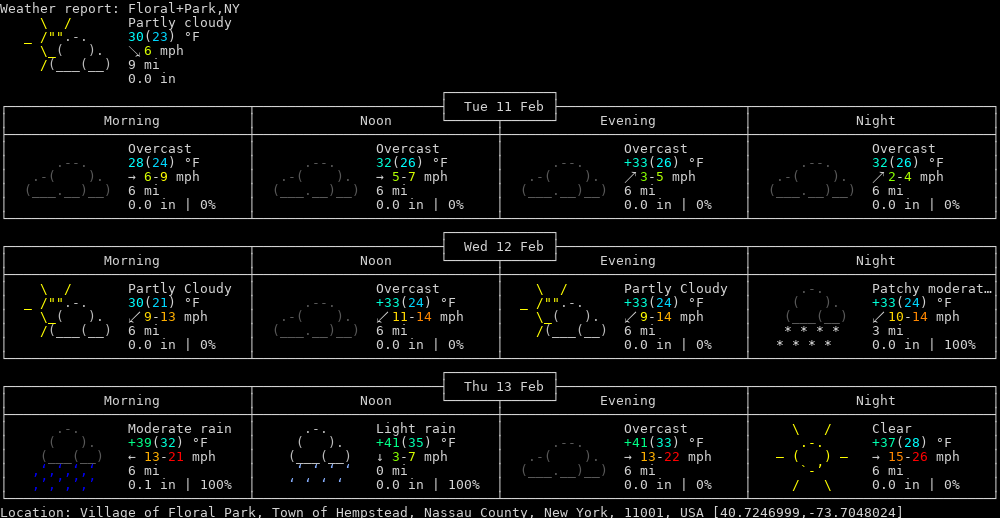 Weather report: Floral+Park,NY
Partly cloudy
30(23) °F
↘ 6 mph
9 mi
0.0 in
Tue 11 Feb
Morning Noon Evening Night
Overcast Overcast Overcast Overcast
28(24) °F 32(26) °F +33(26) °F 32(26) °F
→ 6-9 mph → 5-7 mph ↗ 3-5 mph ↗ 2-4 mph
6 mi 6 mi 6 mi 6 mi
0.0 in | 0% 0.0 in | 0% 0.0 in | 0% 0.0 in | 0%
Wed 12 Feb
Morning Noon Evening Night
Partly Cloudy Overcast Partly Cloudy Patchy moderat…
30(21) °F +33(24) °F +33(24) °F +33(24) °F
↙ 9-13 mph ↙ 11-14 mph ↙ 9-14 mph ↙ 10-14 mph
6 mi 6 mi 6 mi 3 mi
0.0 in | 0% 0.0 in | 0% 0.0 in | 0% 0.0 in | 100%
Thu 13 Feb
Morning Noon Evening Night
Moderate rain Light rain Overcast Clear
+39(32) °F +41(35) °F +41(33) °F +37(28) °F
← 13-21 mph ↓ 3-7 mph → 13-22 mph → 15-26 mph
6 mi 0 mi 6 mi 6 mi
0.1 in | 100% 0.0 in | 100% 0.0 in | 0% 0.0 in | 0%
Location: Village of Floral Park, Town of Hempstead, Nassau County, New York, 11001, USA [40.7246999,-73.7048024]